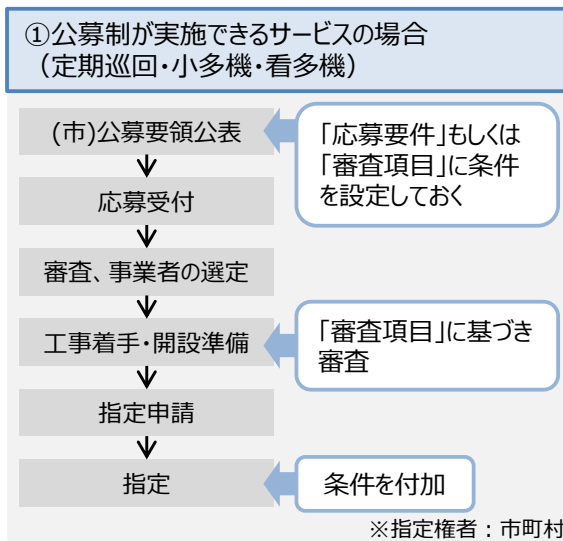 ①公募制が実施できるサービスの場合
（定期巡回・小多機・看多機）
(市)公募要領公表
「応募要件」もしくは
「審査項目」に条件
を設定しておく
応募受付
審査、事業者の選定
工事着手・開設準備
「審査項目」に基づき
審査
指定申請
指定
条件を付加
※指定権者：市町村